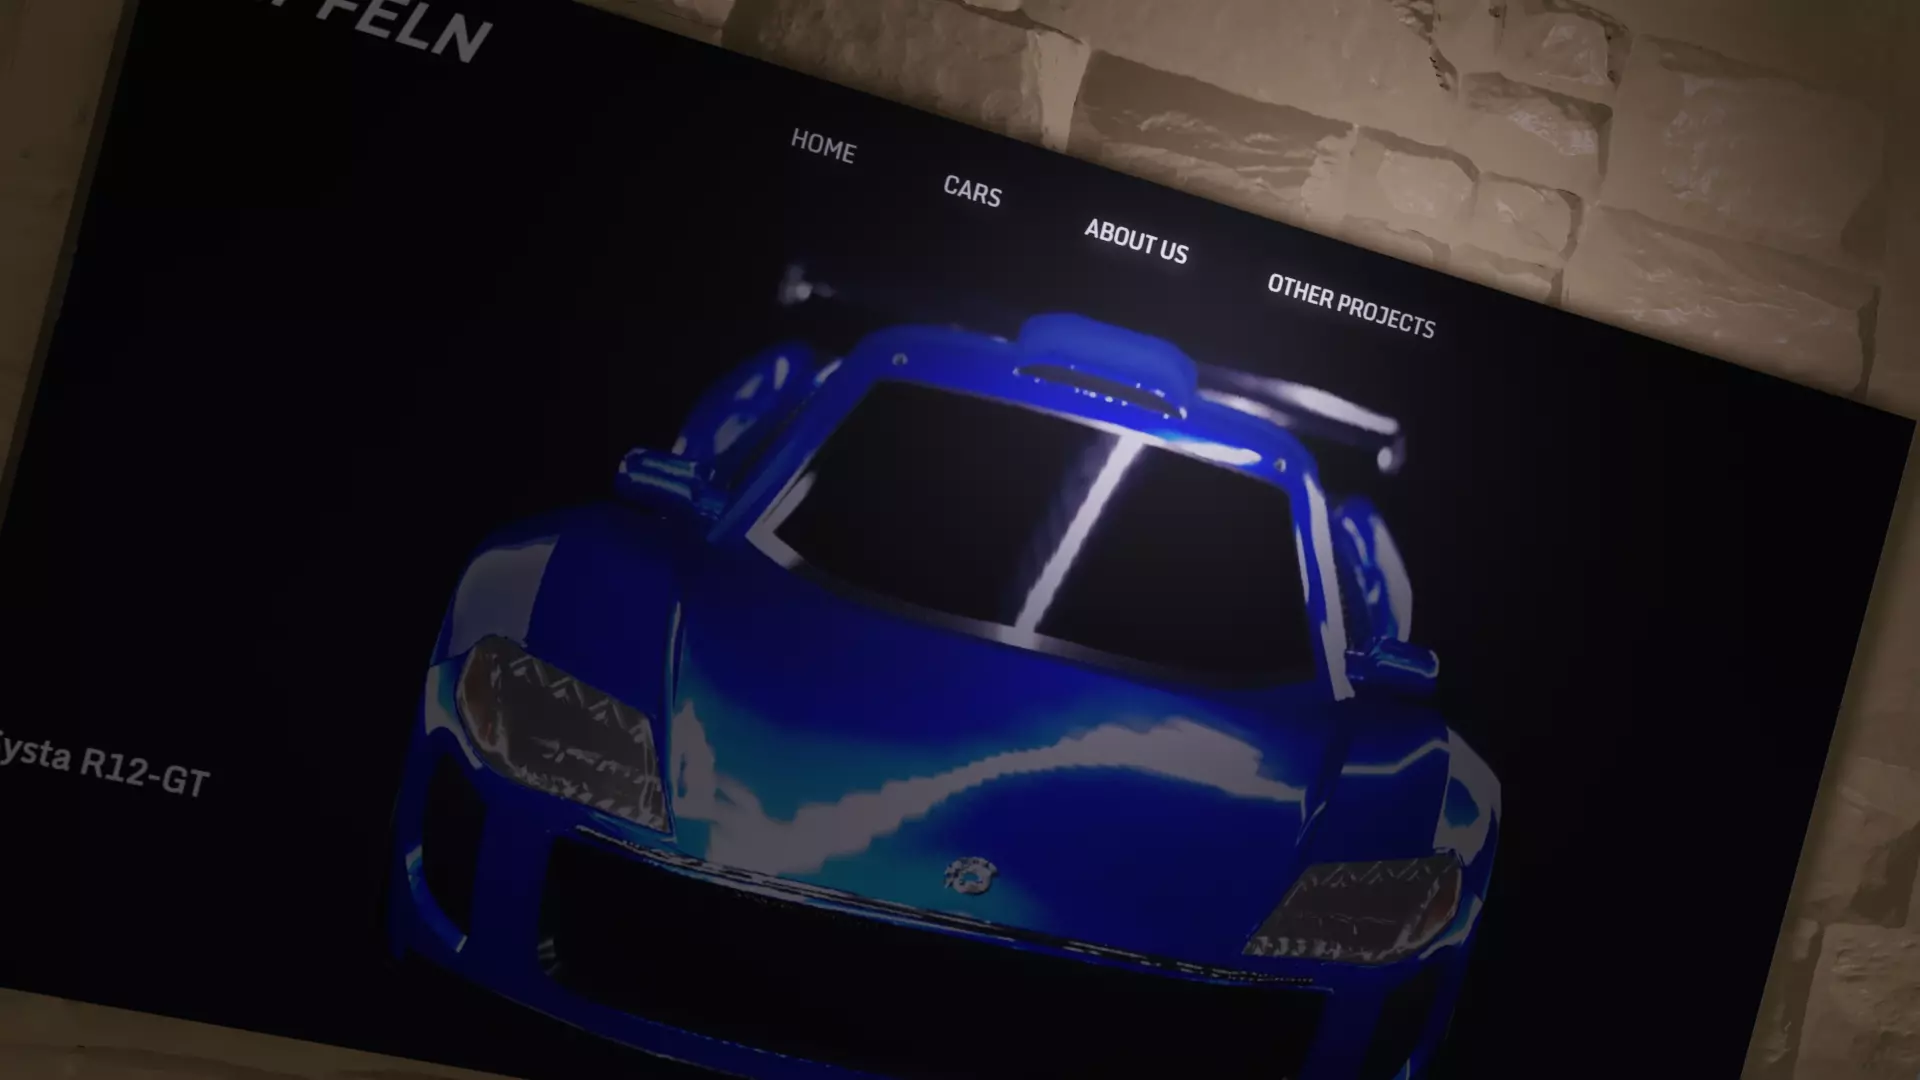 FELN
HOME
CARS
ABOUT US
OTHER PROJECTS
ysta R12-GT